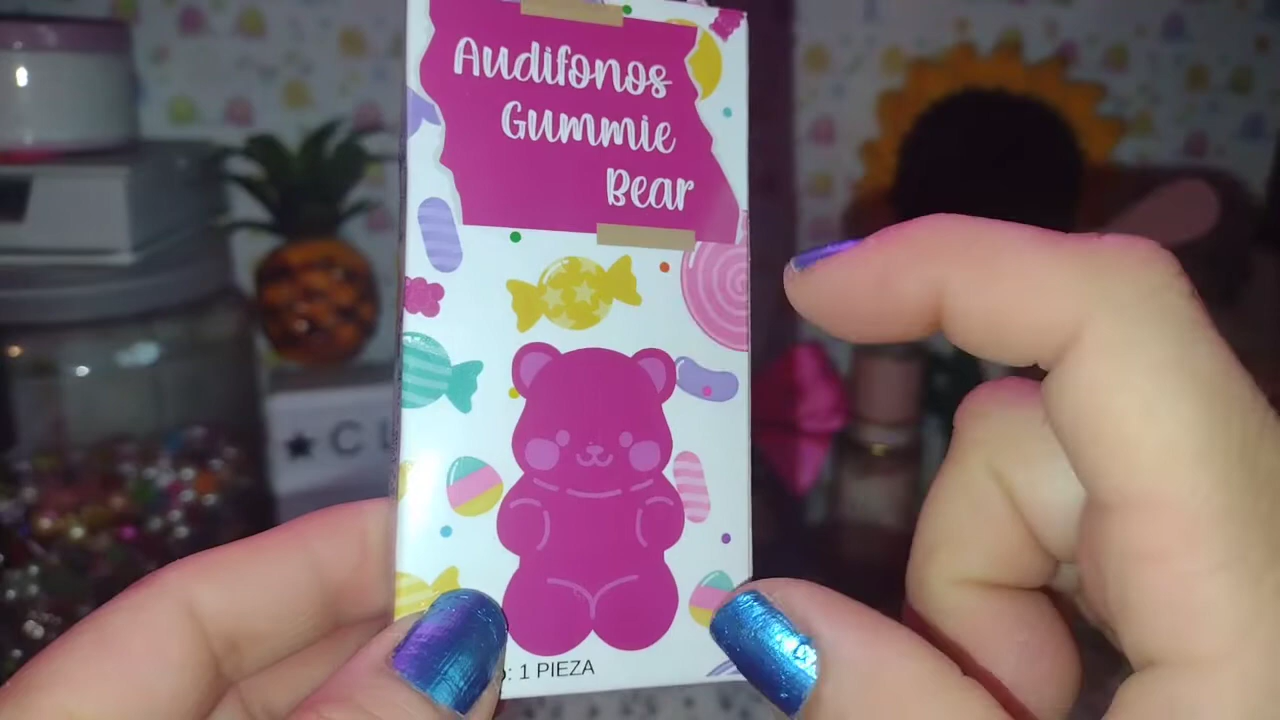 Audifonos
Gummie
Bear
: 1 PIEZA
★ C L